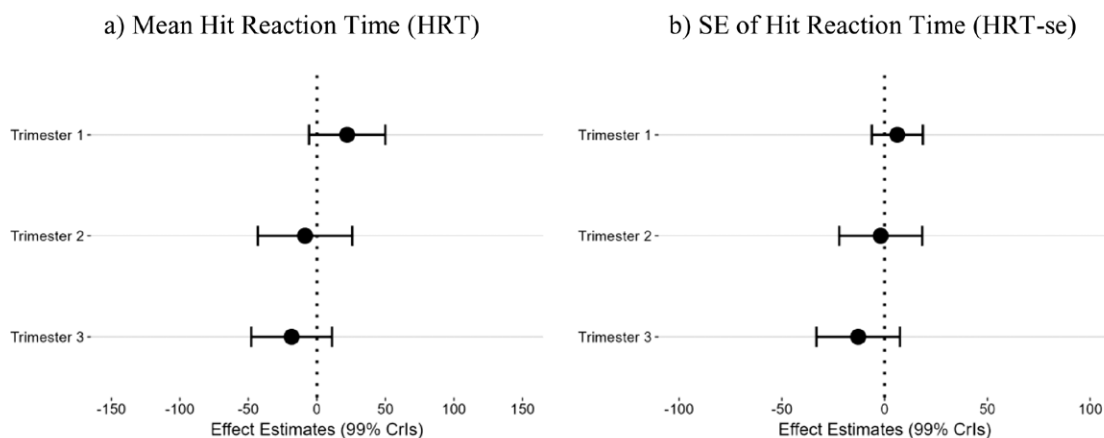 a) Mean Hit Reaction Time (HRT)
Trimester 1
Trimester 2
Trimester 3
-150 -100 -50 0 50 100 150
Effect Estimates (99% CrIs)
b) SE of Hit Reaction Time (HRT-se)
Trimester 1
Trimester 2
Trimester 3
-100 -50 0 50 100
Effect Estimates (99% CrIs)